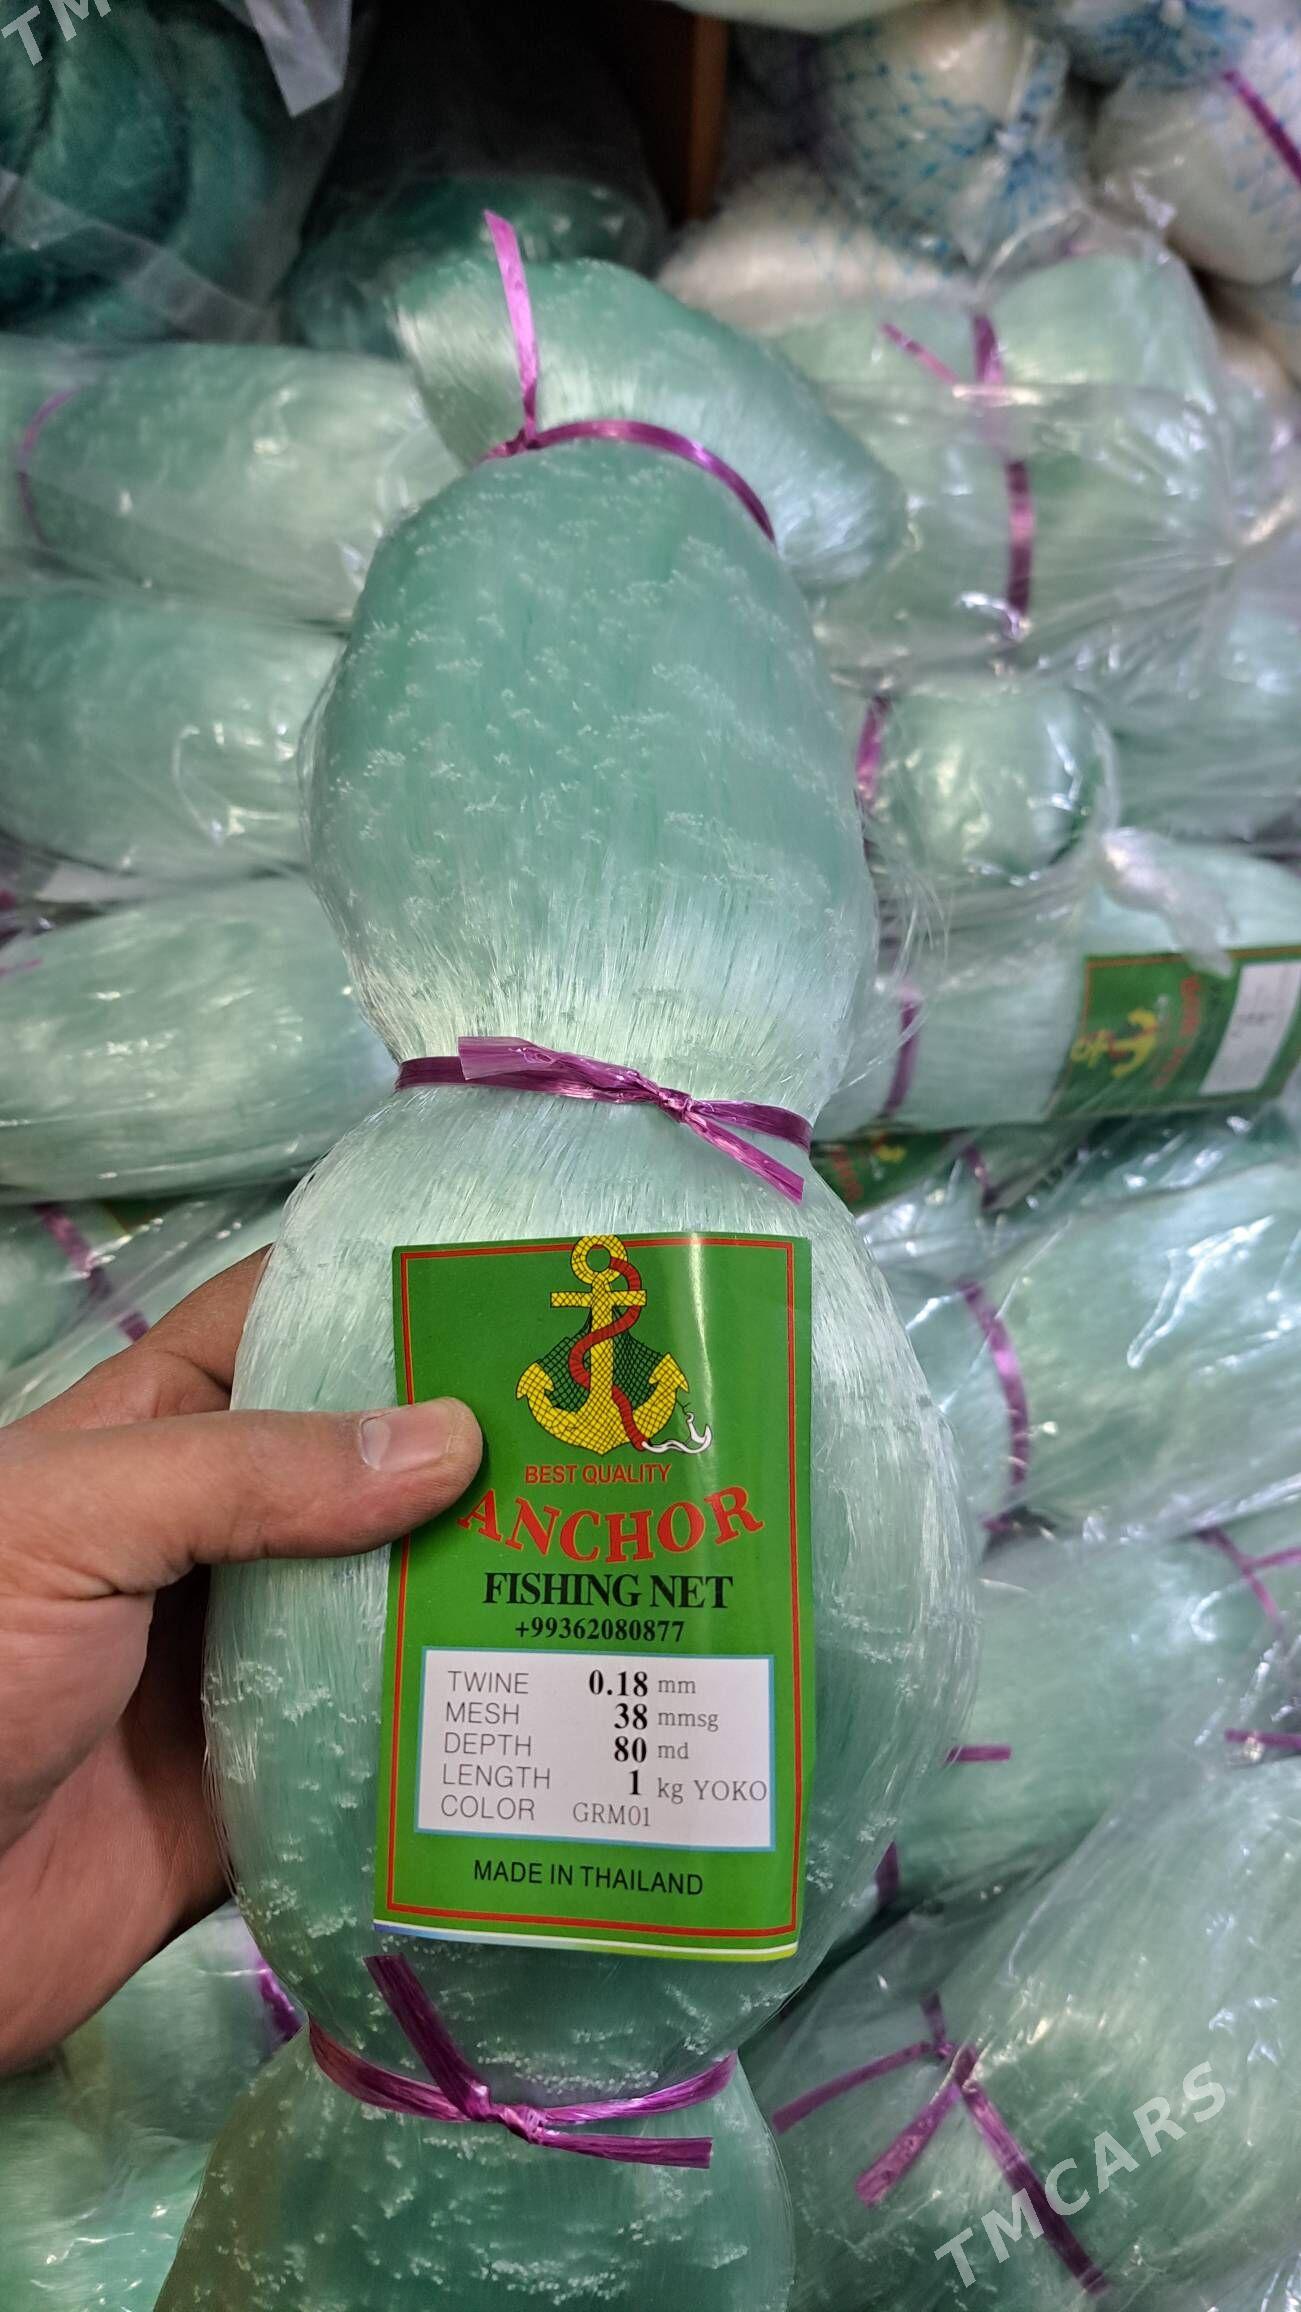 TM
BEST QUALITY
ANCHOR
FISHING NET
+99362080877
TWINE 0.18 mm
MESH 38 mmsg
DEPTH 80 md
LENGTH 1 kg YOKO
COLOR GRM01
MADE IN THAILAND
TMCARS